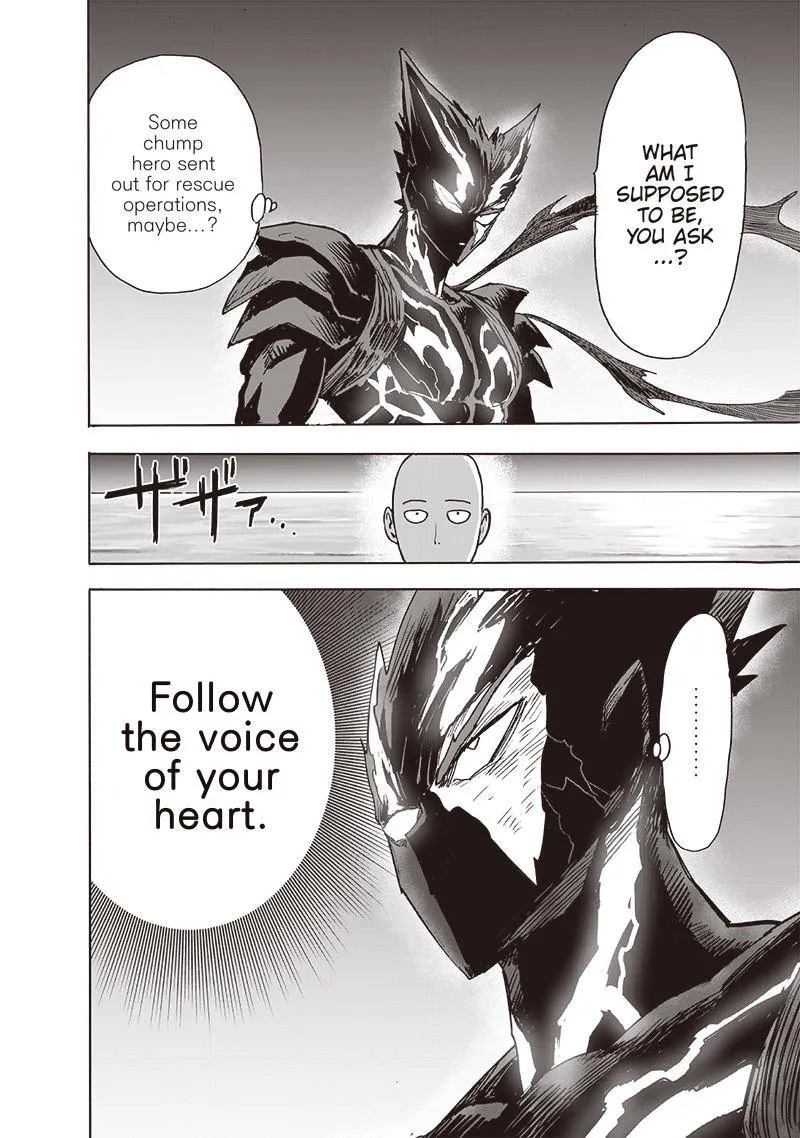 WHAT
AM I
SUPPOSED
TO BE,
YOU ASK
...?
Some
chump
hero sent
out for rescue
operations,
maybe...?
ザザァ...
............
Follow
the voice
of your
heart.